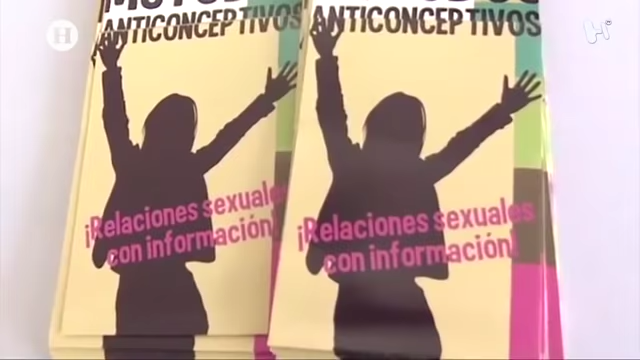 ANTICONCEPTIVOS
¡Relaciones sexuales
con información!
ANTICONCEPTIVOS
¡Relaciones sexuales
con información!